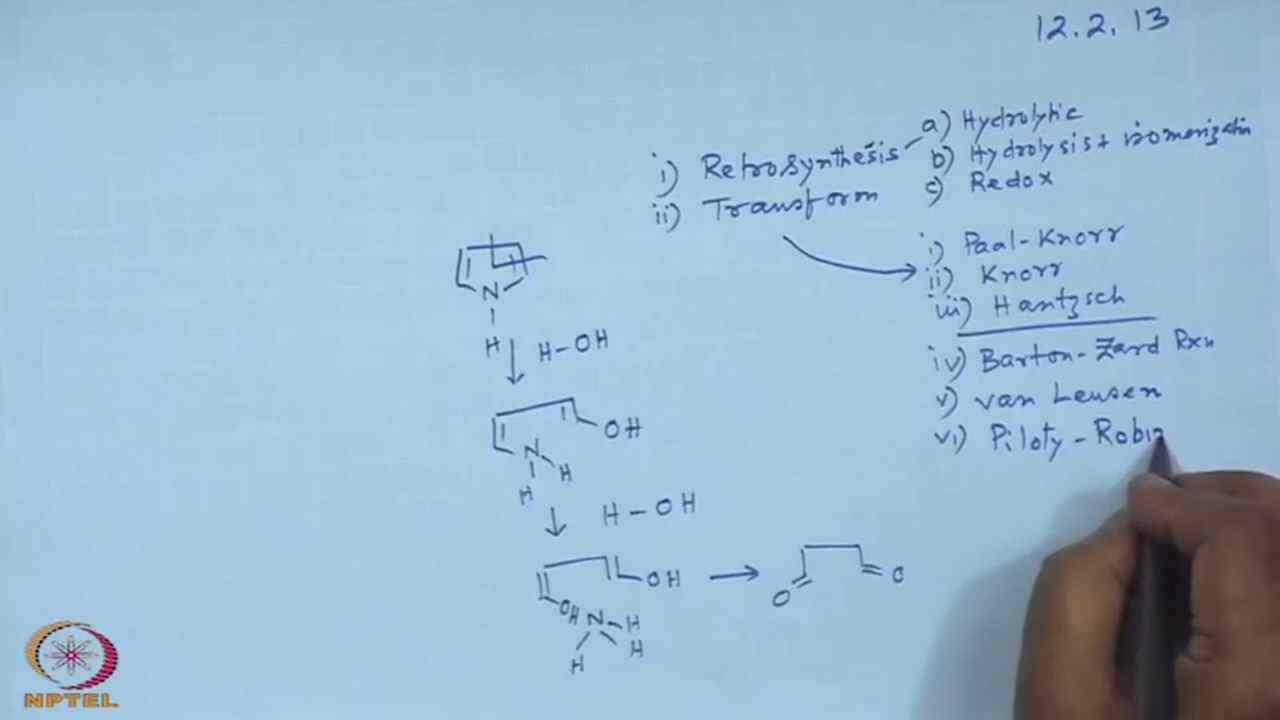 12.2.13
i) Retrosynthesis
a) Hydrolytic
b) Hydrolysis + isomerization
c) Redox
ii) Transform
i) Paal-Knorr
ii) Knorr
iii) Hantzsch
iv) Barton-Zard Rxn
v) van Leusen
vi) Piloty-Robin
N
H
H-OH
OH
N
H
H
H-OH
OH
OH
N-H
H
H
O
O
NPTEL